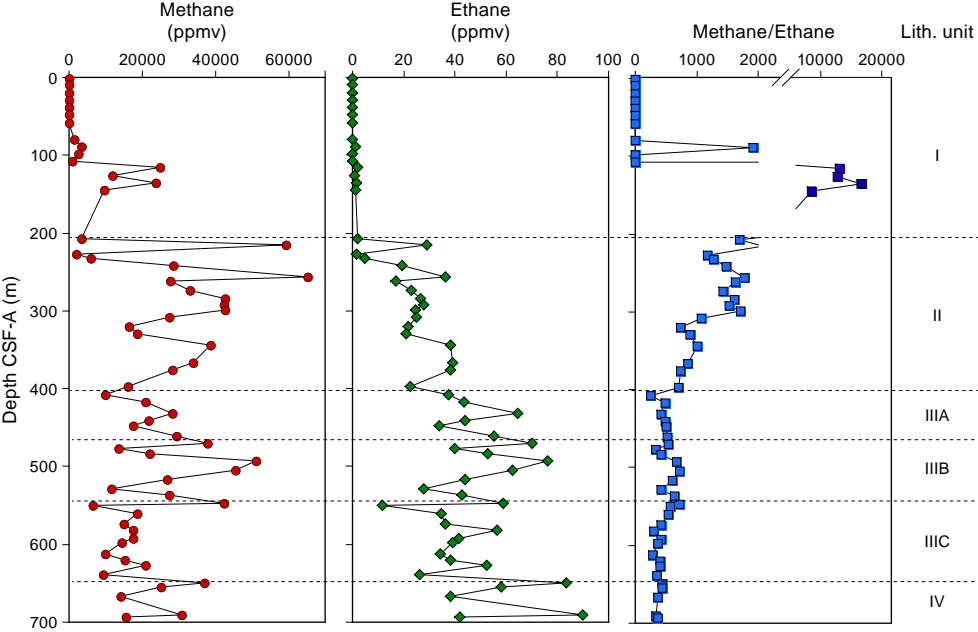 Methane
(ppmv)
Ethane
(ppmv)
Methane/Ethane
Lith. unit
0 20000 40000 60000
0 20 40 60 80 100
0 1000 2000 10000 20000
Depth CSF-A (m)
0
100
200
300
400
500
600
700
I
II
IIIA
IIIB
IIIC
IV